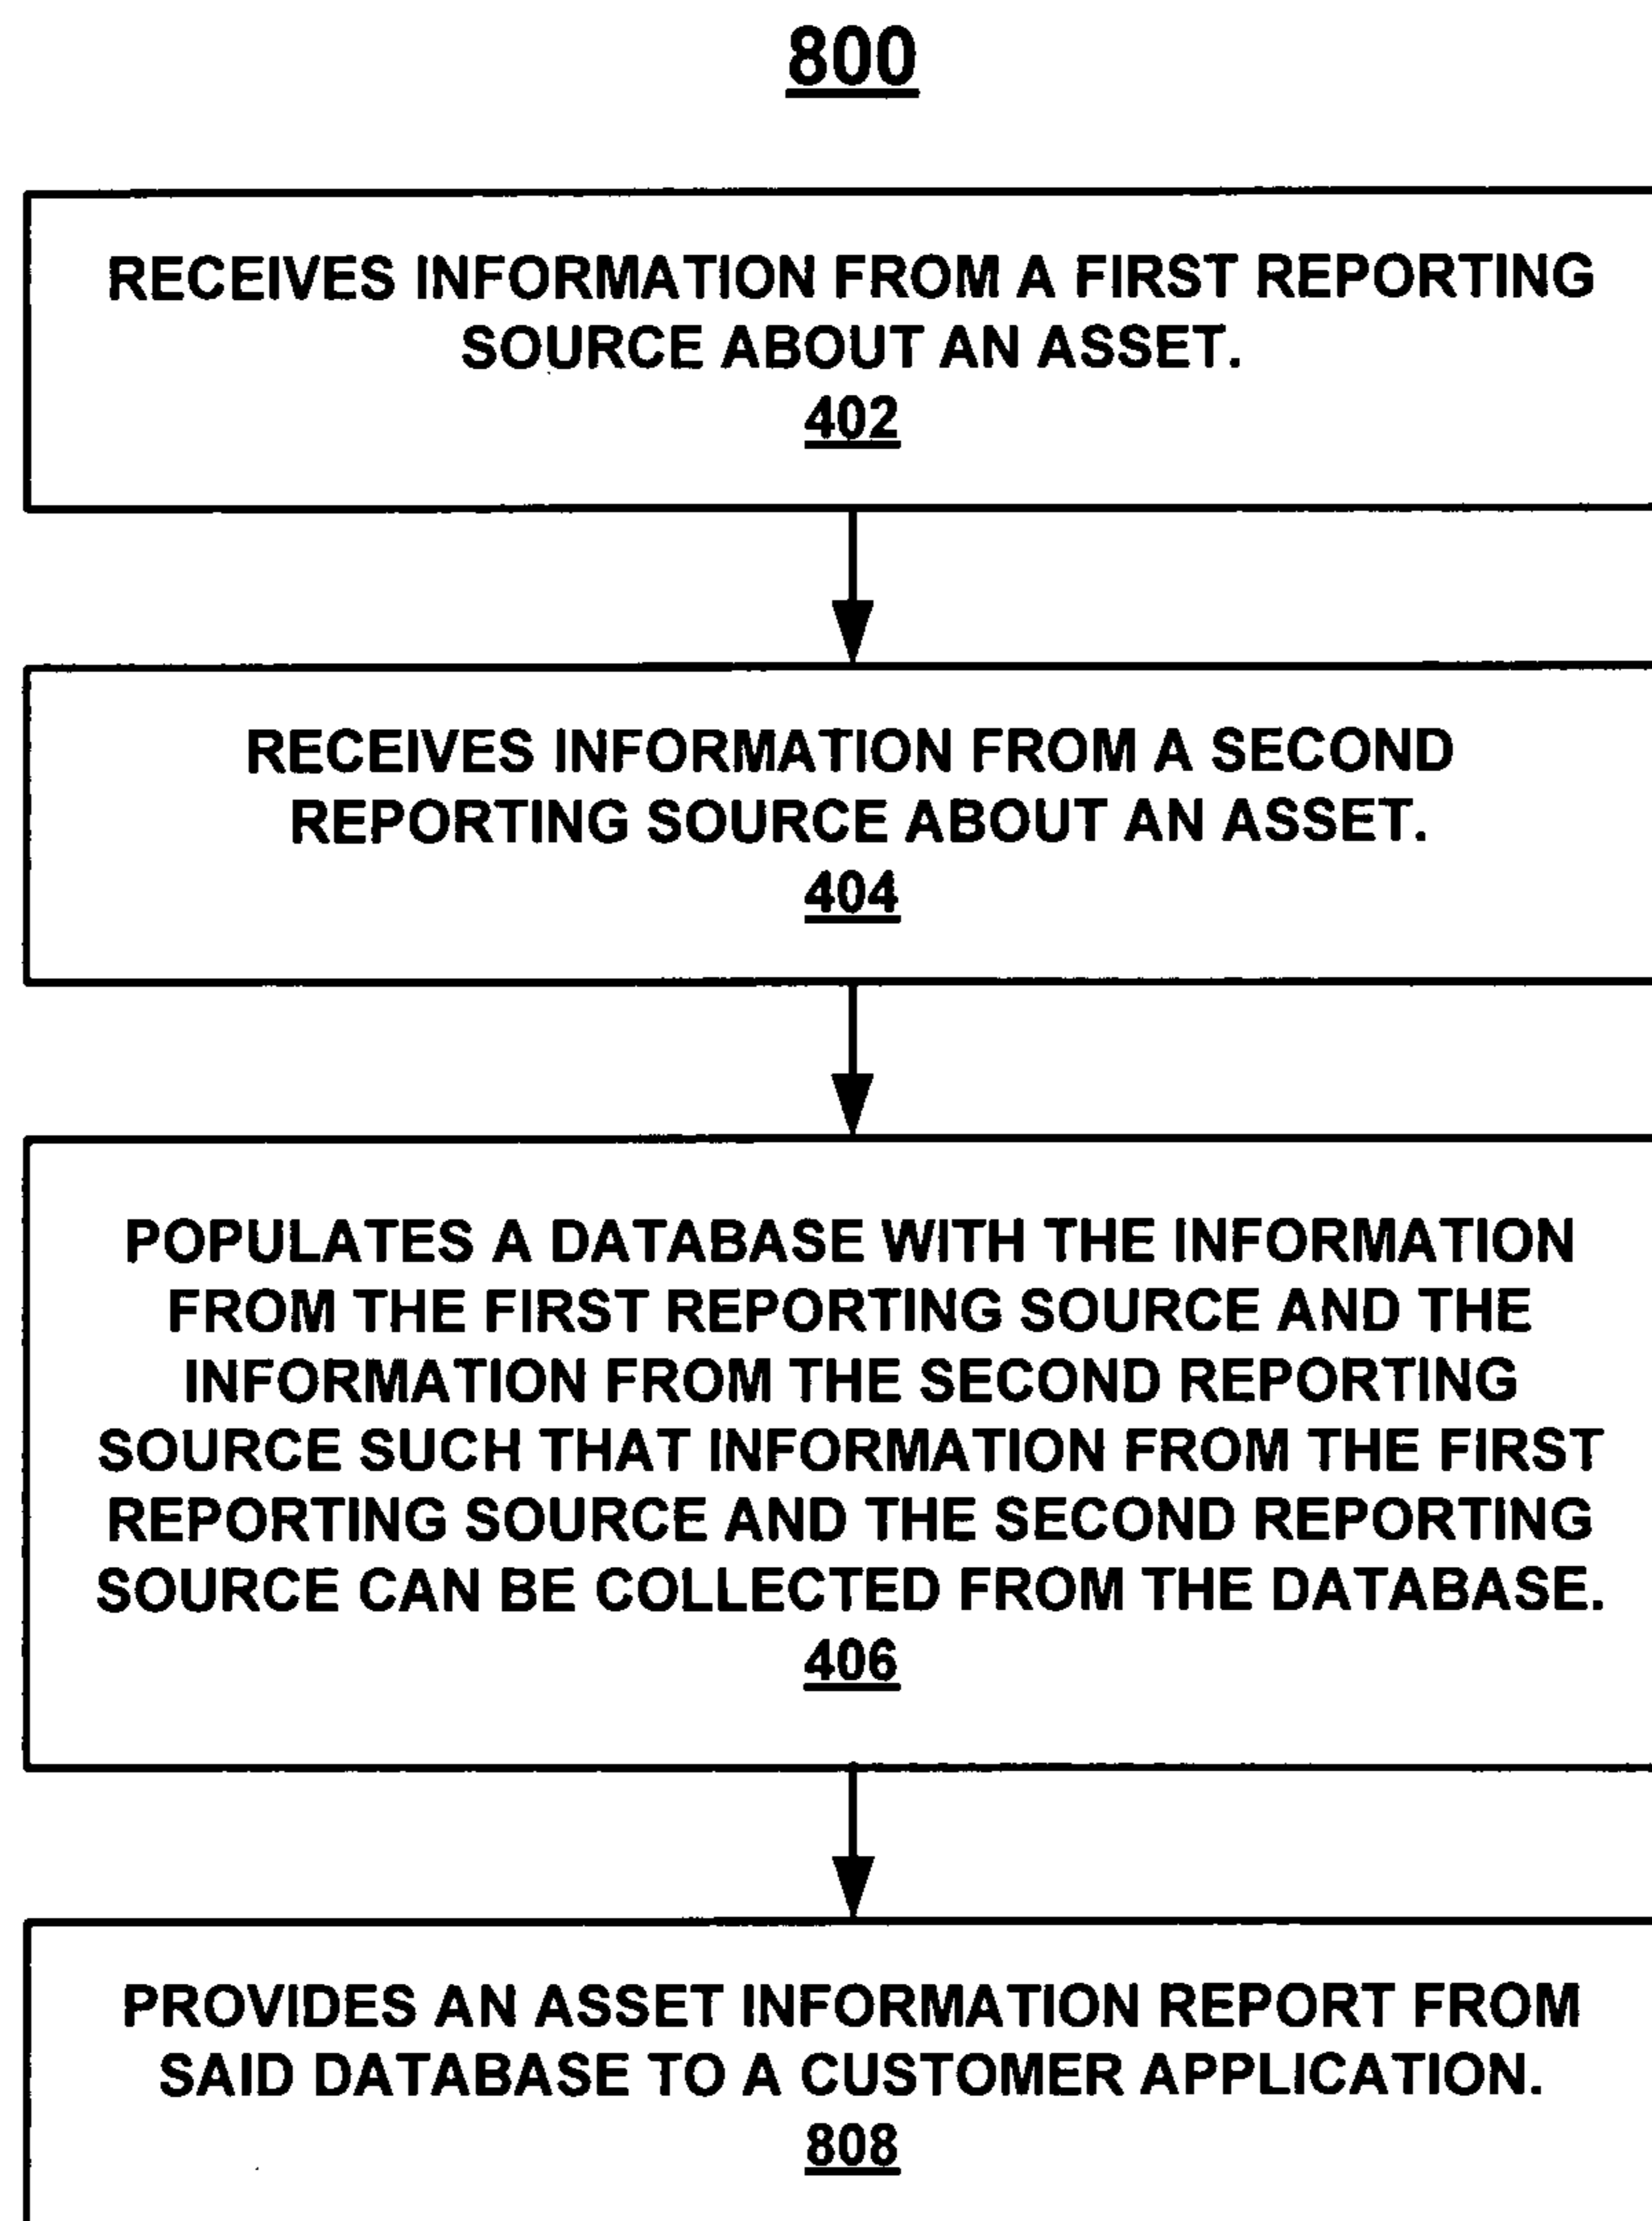 800
RECEIVES INFORMATION FROM A FIRST REPORTING
SOURCE ABOUT AN ASSET.
402
RECEIVES INFORMATION FROM A SECOND
REPORTING SOURCE ABOUT AN ASSET.
404
POPULATES A DATABASE WITH THE INFORMATION
FROM THE FIRST REPORTING SOURCE AND THE
INFORMATION FROM THE SECOND REPORTING
SOURCE SUCH THAT INFORMATION FROM THE FIRST
REPORTING SOURCE AND THE SECOND REPORTING
SOURCE CAN BE COLLECTED FROM THE DATABASE.
406
PROVIDES AN ASSET INFORMATION REPORT FROM
SAID DATABASE TO A CUSTOMER APPLICATION.
808